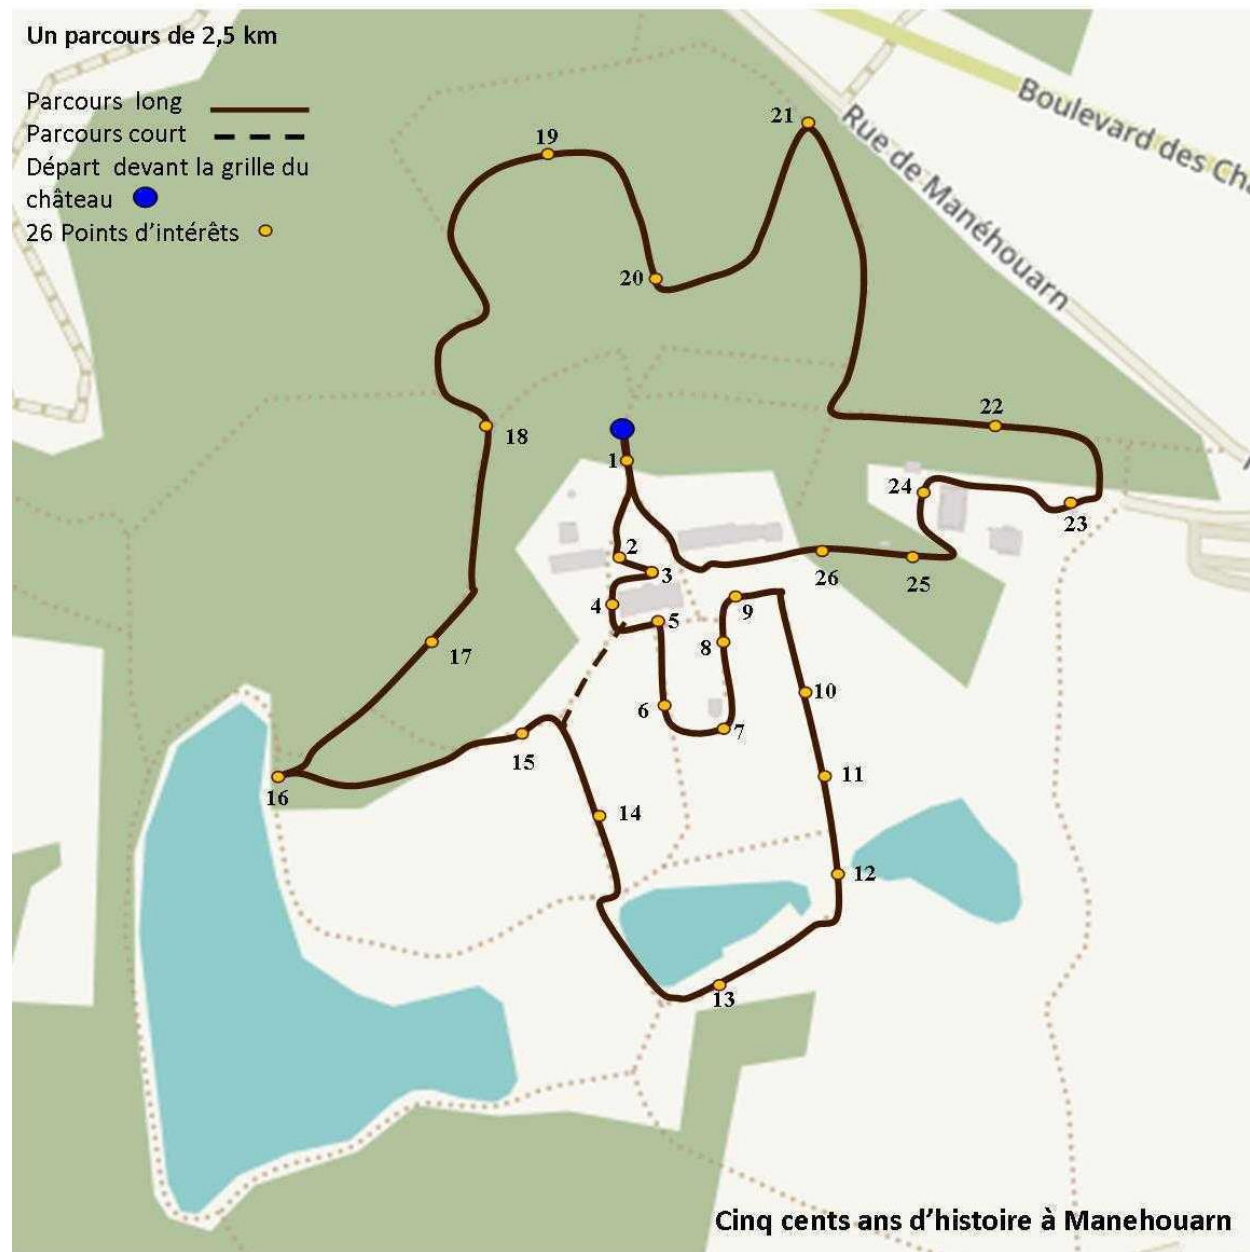 Un parcours de 2,5 km
Parcours long
Parcours court
Départ devant la grille du
château
26 Points d'intérêts
Boulevard des Cha
Rue de Manéhouarn
21
19
20
22
18
1
24
23
2
3
26
25
4
5
9
8
17
6
10
7
15
11
16
14
12
13
Cinq cents ans d'histoire à Manehouarn